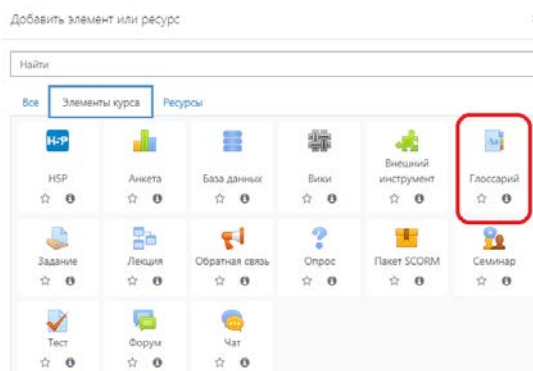 Добавить элемент или ресурс
Найти
Все Элементы курса Ресурсы
H-P
Aa
H5P Анкета База данных Вики Внешний инструмент Глоссарий
Задание Лекция Обратная связь Опрос Пакет SCORM Семинар
Тест Форум Чат